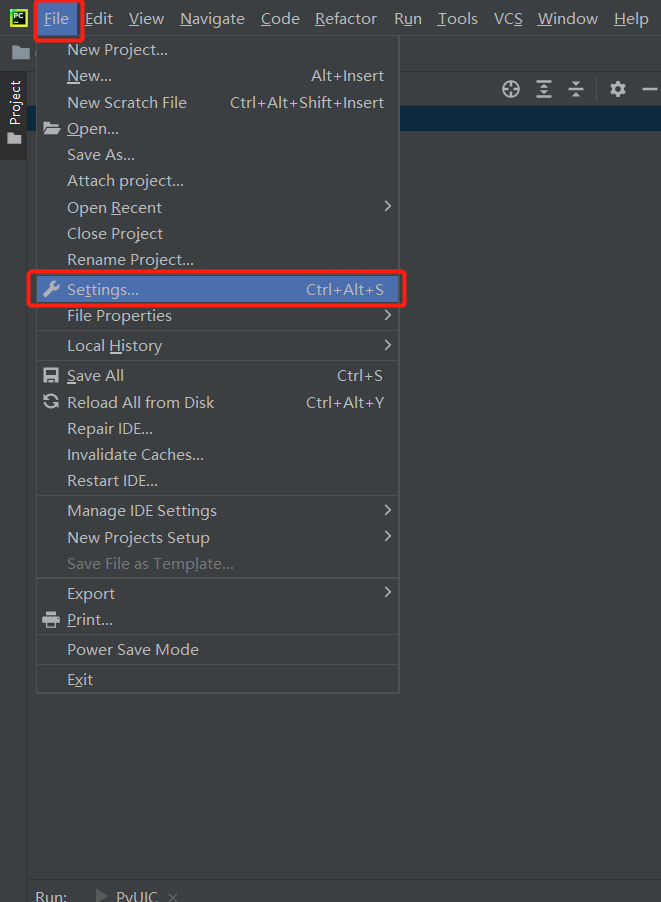 PC File Edit View Navigate Code Refactor Run Tools VCS Window Help
Project
New Project...
New... Alt+Insert
New Scratch File Ctrl+Alt+Shift+Insert
Open...
Save As...
Attach project...
Open Recent
Close Project
Rename Project...
Settings... Ctrl+Alt+S
File Properties
Local History
Save All Ctrl+S
Reload All from Disk Ctrl+Alt+Y
Repair IDE...
Invalidate Caches...
Restart IDE...
Manage IDE Settings
New Projects Setup
Save File as Template...
Export
Print...
Power Save Mode
Exit
Run: PyUIC